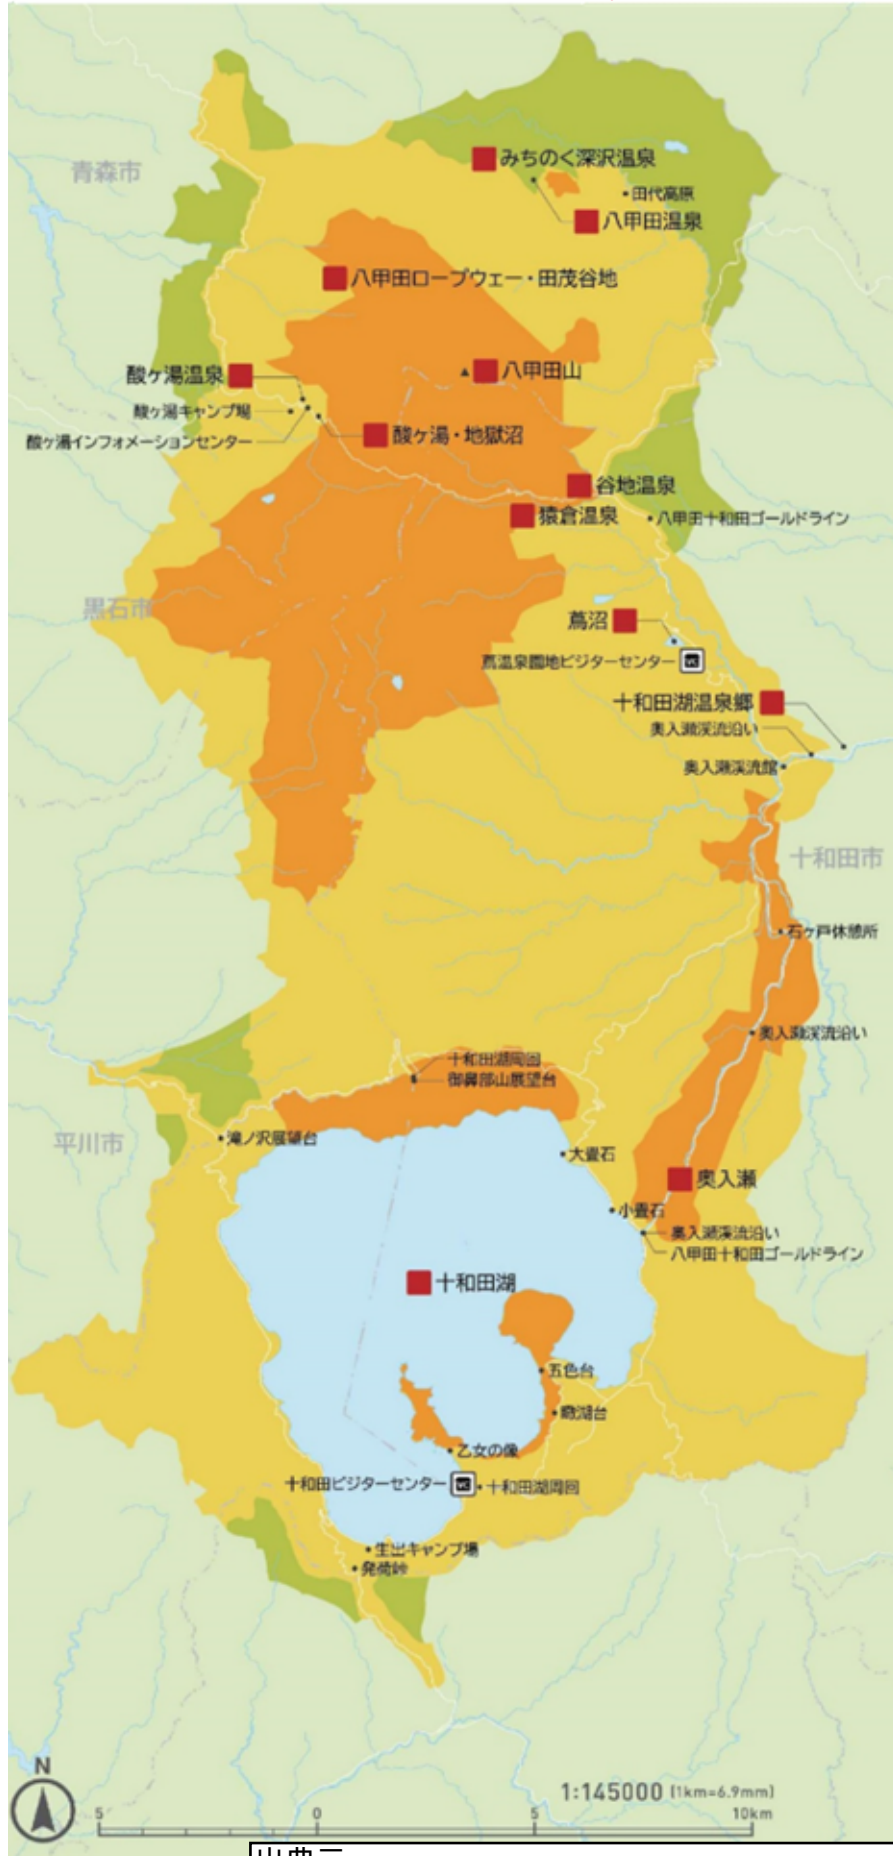 みちのく深沢温泉
青森市
田代高原
八甲田温泉
八甲田ロープウェー・田茂谷地
酸ヶ湯温泉
八甲田山
酸ヶ湯キャンプ場
酸ヶ湯・地獄沼
酸ヶ湯インフォメーションセンター
谷地温泉
猿倉温泉
八甲田十和田ゴールドライン
黒石市
蔦沼
蔦温泉園地ビジターセンター
十和田湖温泉郷
奥入瀬渓流沿い
奥入瀬渓流館
十和田市
石ヶ戸休憩所
奥入瀬渓流沿い
十和田湖周回
御鼻部山展望台
滝ノ沢展望台
平川市
大畳石
奥入瀬
小畳石
奥入瀬渓流沿い
八甲田十和田ゴールドライン
十和田湖
五色台
瞰湖台
乙女の像
十和田ビジターセンター
十和田湖周回
生出キャンプ場
発荷峠
N
1:145000 (1km=6.9mm)
5 0 5 10km